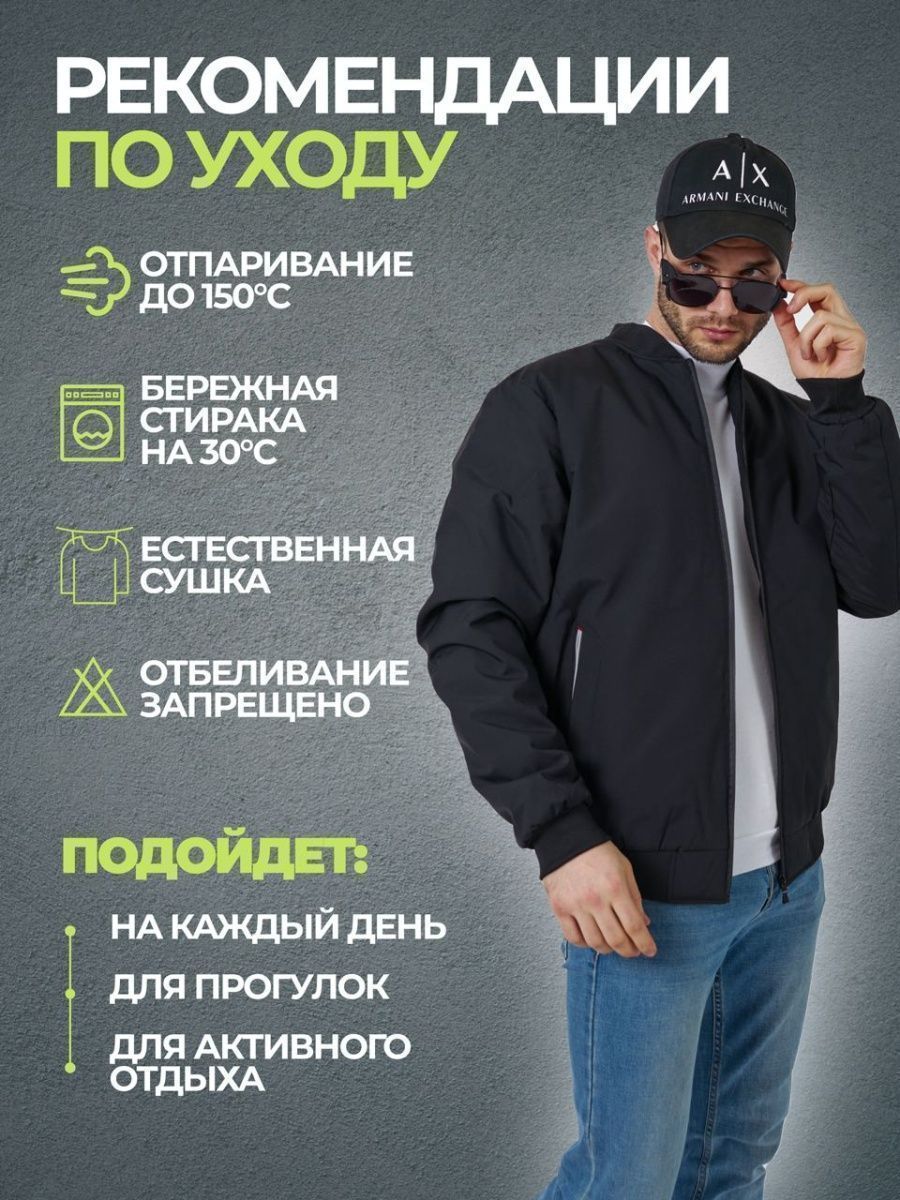 РЕКОМЕНДАЦИИ
ПО УХОДУ
A|X
ARMANI EXCHANGE
ОТПАРИВАНИЕ
ДО 150°С
БЕРЕЖНАЯ
СТИРАКА
НА 30°С
ЕСТЕСТВЕННАЯ
СУШКА
ОТБЕЛИВАНИЕ
ЗАПРЕЩЕНО
ПОДОЙДЕТ:
НА КАЖДЫЙ ДЕНЬ
ДЛЯ ПРОГУЛОК
ДЛЯ АКТИВНОГО
ОТДЫХА